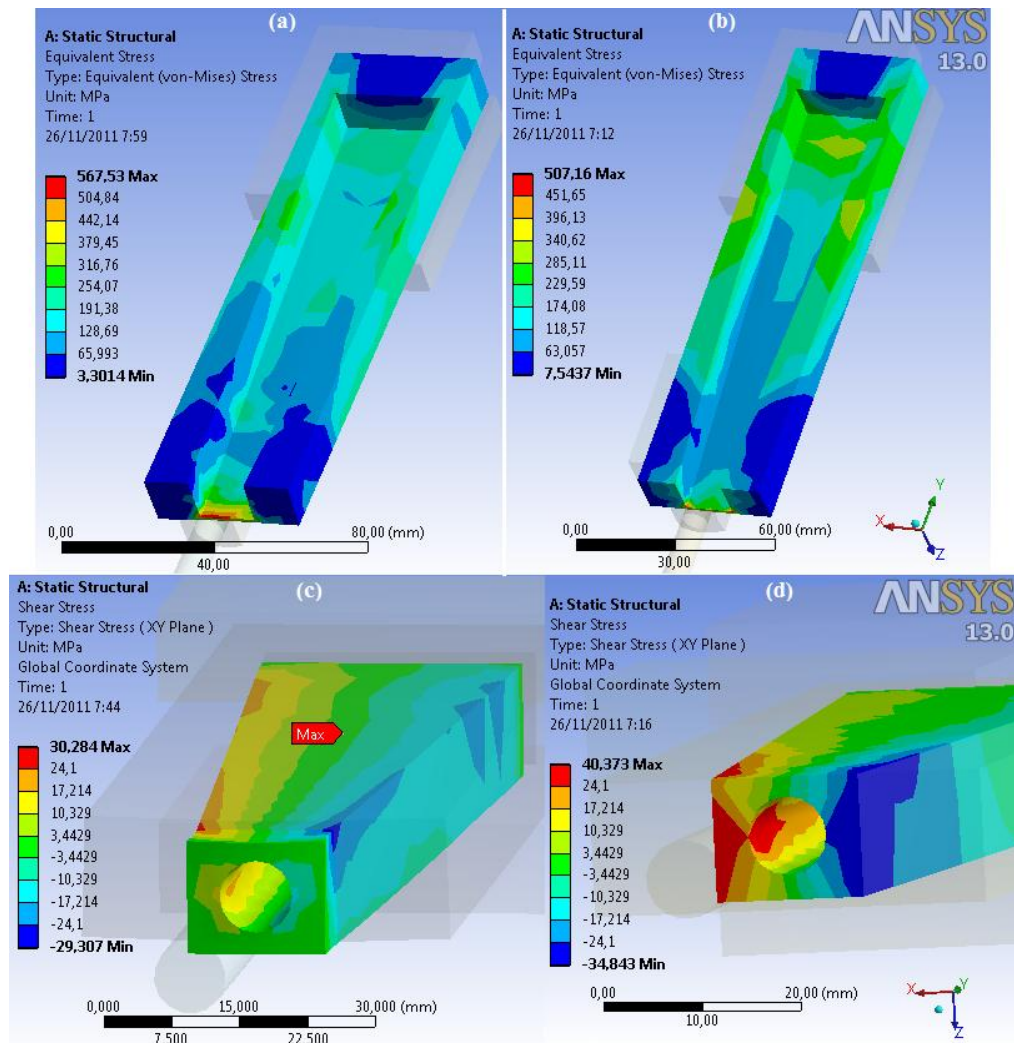 (a)
A: Static Structural
Equivalent Stress
Type: Equivalent (von-Mises) Stress
Unit: MPa
Time: 1
26/11/2011 7:59
567,53 Max
504,84
442,14
379,45
316,76
254,07
191,38
128,69
65,993
3,3014 Min
0,00
80,00 (mm)
40,00
(b)
ANSYS
13.0
A: Static Structural
Equivalent Stress
Type: Equivalent (von-Mises) Stress
Unit: MPa
Time: 1
26/11/2011 7:12
507,16 Max
451,65
396,13
340,62
285,11
229,59
174,08
118,57
63,057
7,5437 Min
0,00
60,00 (mm)
30,00
Y
X
Z
(c)
A: Static Structural
Shear Stress
Type: Shear Stress ( XY Plane )
Unit: MPa
Global Coordinate System
Time: 1
26/11/2011 7:44
Max
30,284 Max
24,1
17,214
10,329
3,4429
-3,4429
-10,329
-17,214
-24,1
-29,307 Min
0,000
15,000
30,000 (mm)
7,500
22,500
(d)
ANSYS
13.0
A: Static Structural
Shear Stress
Type: Shear Stress ( XY Plane )
Unit: MPa
Global Coordinate System
Time: 1
26/11/2011 7:16
40,373 Max
24,1
17,214
10,329
3,4429
-3,4429
-10,329
-17,214
-24,1
-34,843 Min
0,00
20,00 (mm)
10,00
X
Y
Z